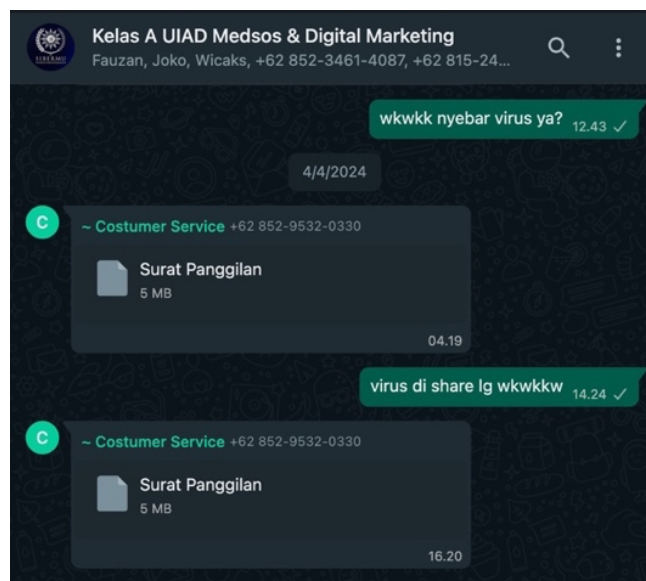 Kelas A UIAD Medsos & Digital Marketing
Fauzan, Joko, Wicaks, +62 852-3461-4087, +62 815-24...
wkwkk nyebar virus ya? 12.43
4/4/2024
C
~ Costumer Service +62 852-9532-0330
Surat Panggilan
5 MB
04.19
virus di share lg wkwkkw 14.24
C
~ Costumer Service +62 852-9532-0330
Surat Panggilan
5 MB
16.20